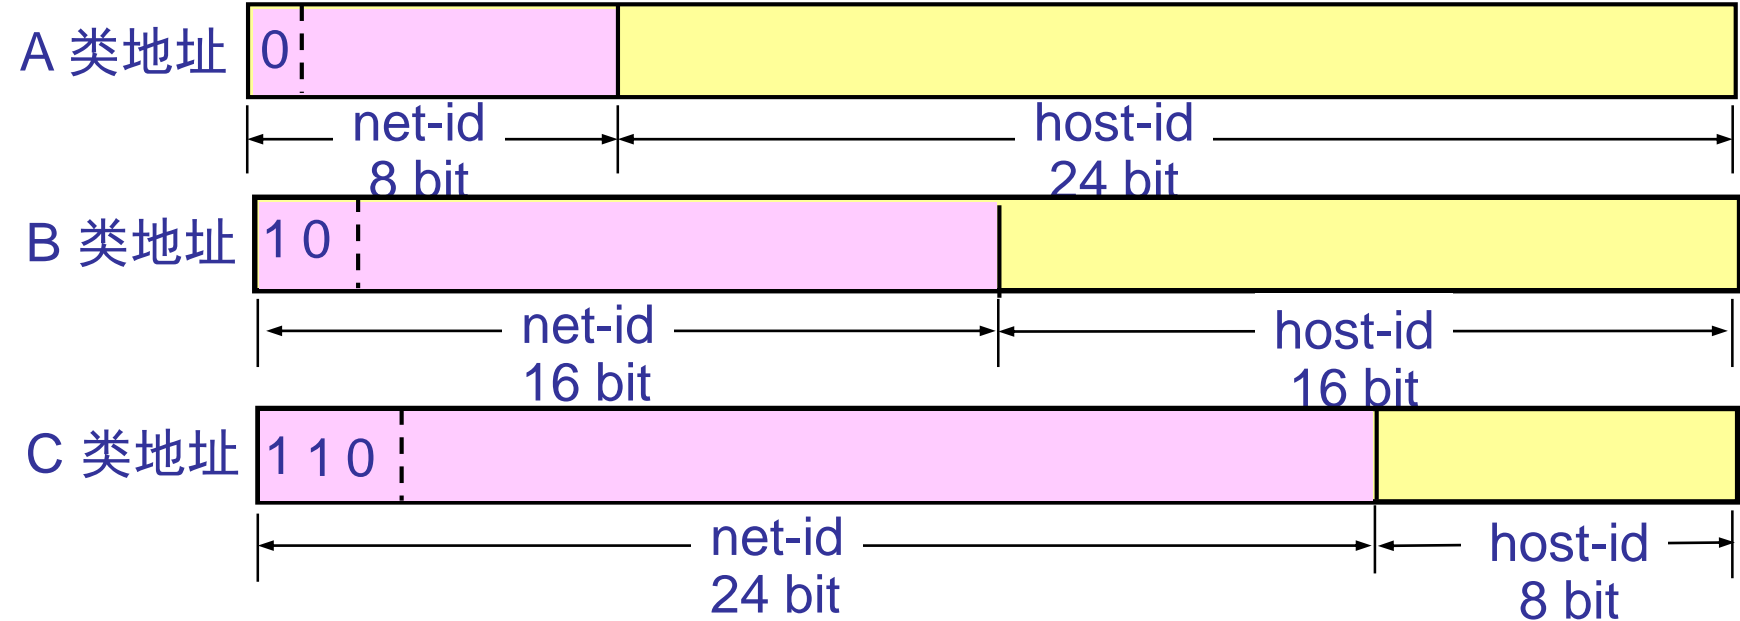 A 类地址 0
net-id host-id
8 bit 24 bit
B 类地址 1 0
net-id host-id
16 bit 16 bit
C 类地址 1 1 0
net-id host-id
24 bit 8 bit